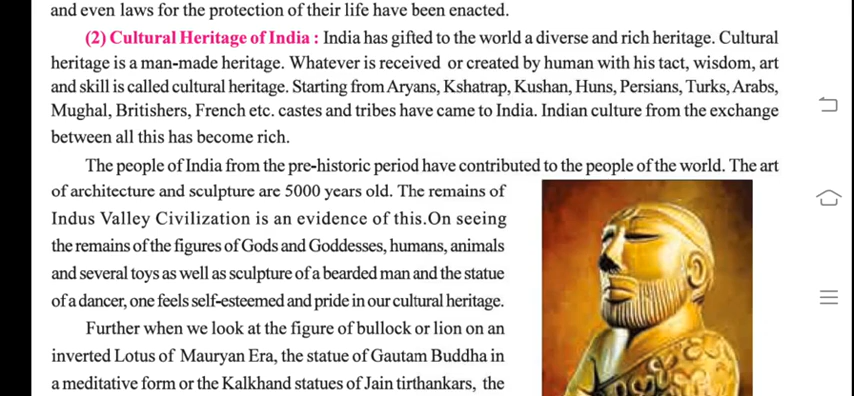 and even laws for the protection of their life have been enacted.
(2) Cultural Heritage of India : India has gifted to the world a diverse and rich heritage. Cultural
heritage is a man-made heritage. Whatever is received or created by human with his tact, wisdom, art
and skill is called cultural heritage. Starting from Aryans, Kshatrap, Kushan, Huns, Persians, Turks, Arabs,
Mughal, Britishers, French etc. castes and tribes have came to India. Indian culture from the exchange
between all this has become rich.
The people of India from the pre-historic period have contributed to the people of the world. The art
of architecture and sculpture are 5000 years old. The remains of
Indus Valley Civilization is an evidence of this.On seeing
the remains of the figures of Gods and Goddesses, humans, animals
and several toys as well as sculpture of a bearded man and the statue
of a dancer, one feels self-esteemed and pride in our cultural heritage.
Further when we look at the figure of bullock or lion on an
inverted Lotus of Mauryan Era, the statue of Gautam Buddha in
a meditative form or the Kalkhand statues of Jain tirthankars, the